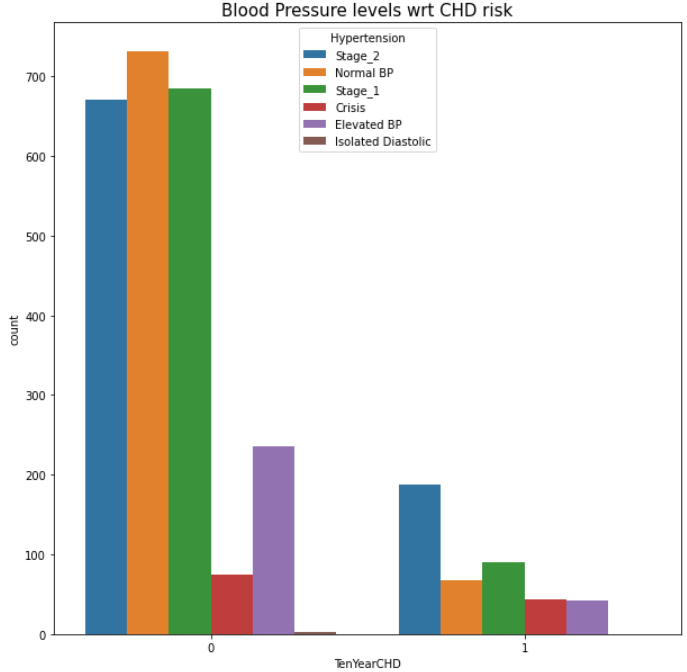 Blood Pressure levels wrt CHD risk
Hypertension
Stage_2
Normal BP
Stage_1
Crisis
Elevated BP
Isolated Diastolic
700
600
500
400
300
200
100
0
count
0 1
TenYearCHD